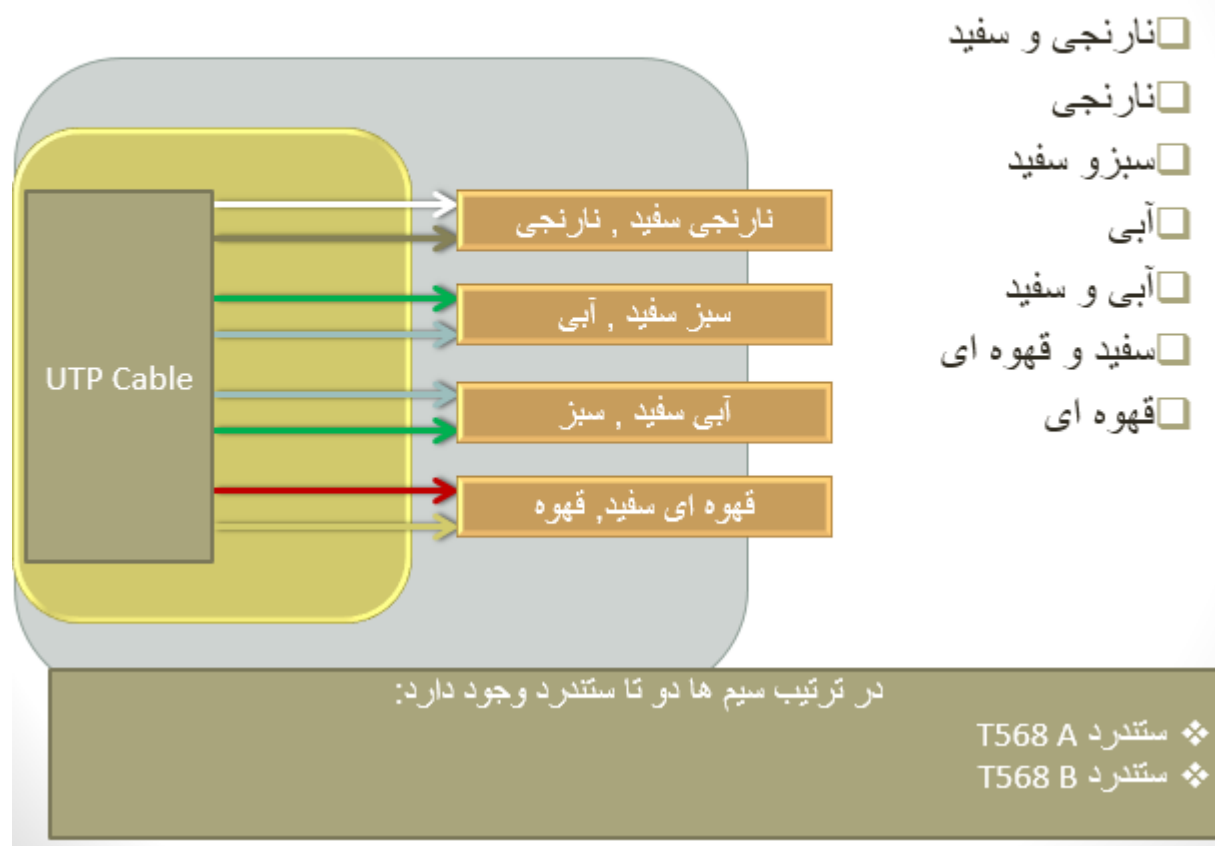 نارنجی و سفید
نارنجی
سبزو سفید
آبی
آبی و سفید
سفید و قهوه ای
قهوه ای
UTP Cable
نارنجی سفید , نارنجی
سبز سفید , آبی
آبی سفید , سبز
قهوه ای سفید, قهوه
در ترتیب سیم ها دو تا ستندرد وجود دارد:
ستندرد T568 A
ستندرد T568 B